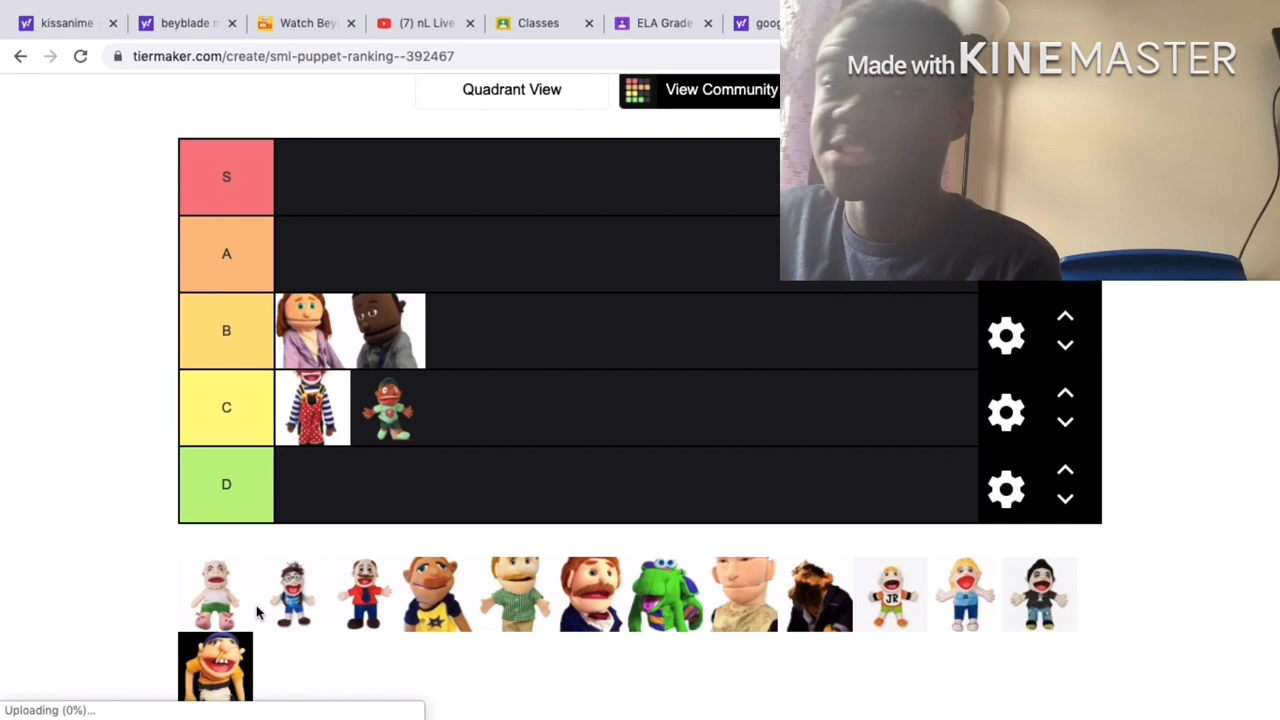 kissanime -
beyblade n
Watch Bey
(7) nL Live
Classes
ELA Grade
goo
tiermaker.com/create/sml-puppet-ranking--392467
Made with KINEMASTER
Quadrant View
View Community
S
A
B
C
D
JR
Uploading (0%)...